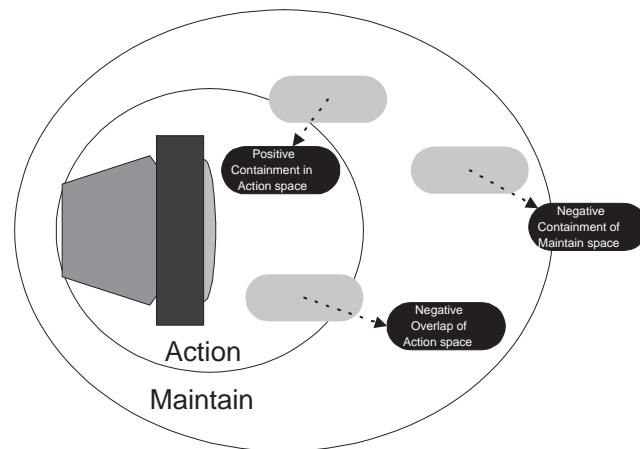 Positive
Containment in
Action space
Negative
Containment of
Maintain space
Negative
Overlap of
Action space
Action
Maintain